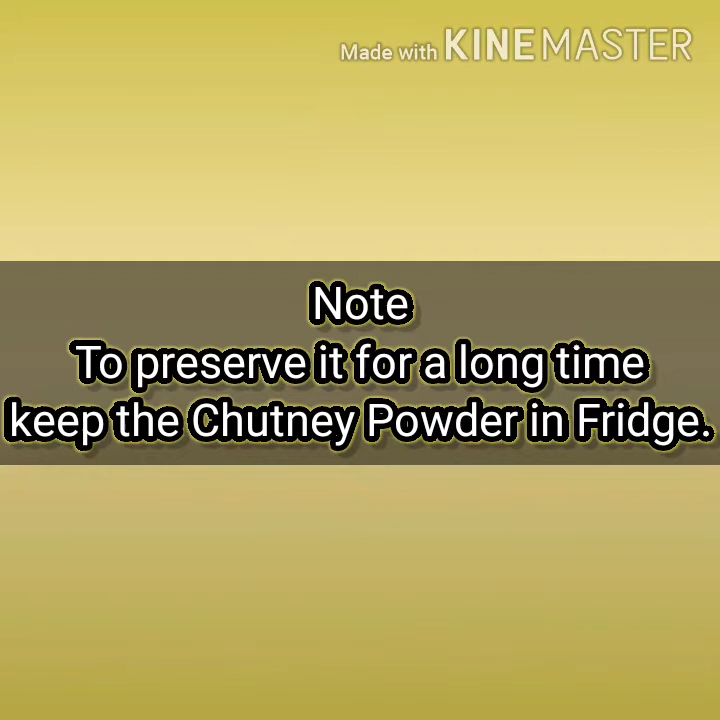 Made with KINEMASTER
Note
To preserve it for a long time
keep the Chutney Powder in Fridge.